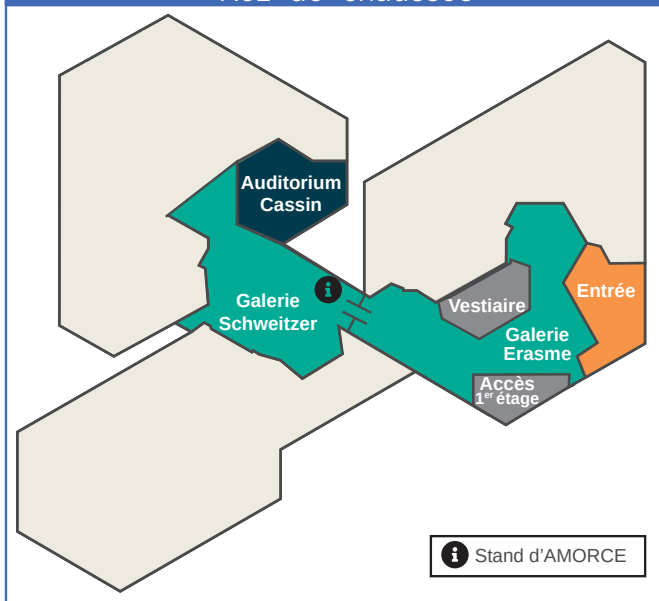 Auditorium
Cassin
Galerie
Schweitzer
Vestiaire
Entrée
Galerie
Erasme
Accès
1er étage
Stand d'AMORCE